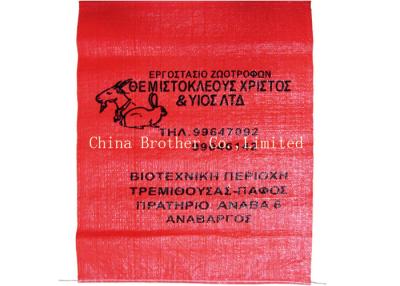 ΕΡΓΟΣΤΑΣΙΟ ΖΩΟΤΡΟΦΩΝ
ΘΕΜΙΣΤΟΚΛΕΟΥΣ ΧΡΙΣΤΟΣ
& ΥΙΟΣ ΛΤΔ
ΤΗΛ. 99647092
China Brother Co., Limited
ΒΙΟΤΕΧΝΙΚΗ ΠΕΡΙΟΧΗ
ΤΡΕΜΙΘΟΥΣΑΣ-ΠΑΦΟΣ
ΠΡΑΤΗΡΙΟ, ΑΝΑΒΑ 6
ΑΝΑΒΑΡΓΟΣ